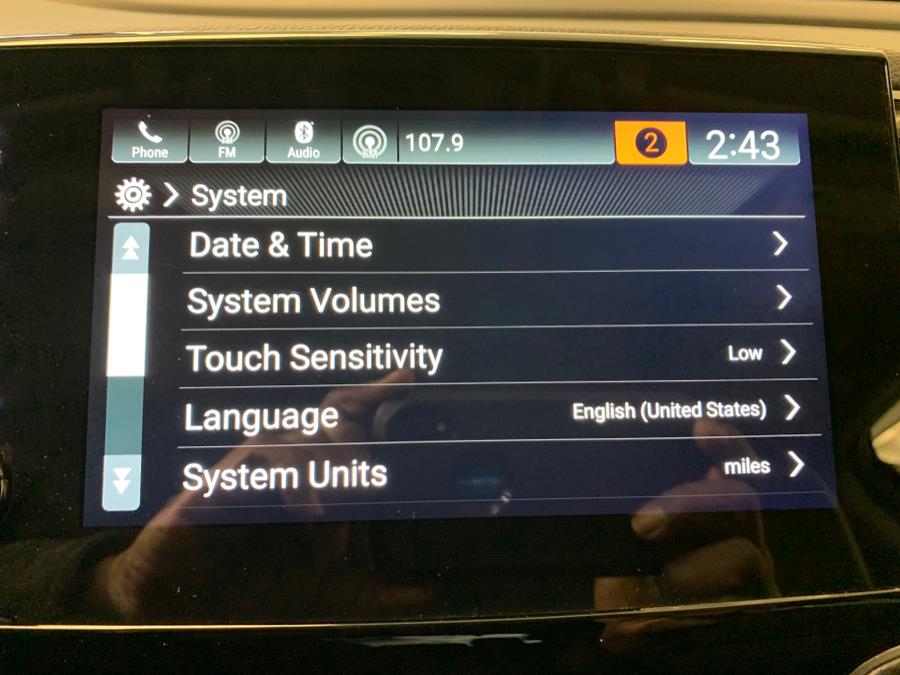 Phone
FM
Audio
FM
107.9
2
2:43
System
Date & Time
System Volumes
Touch Sensitivity
Low
Language
English (United States)
System Units
miles